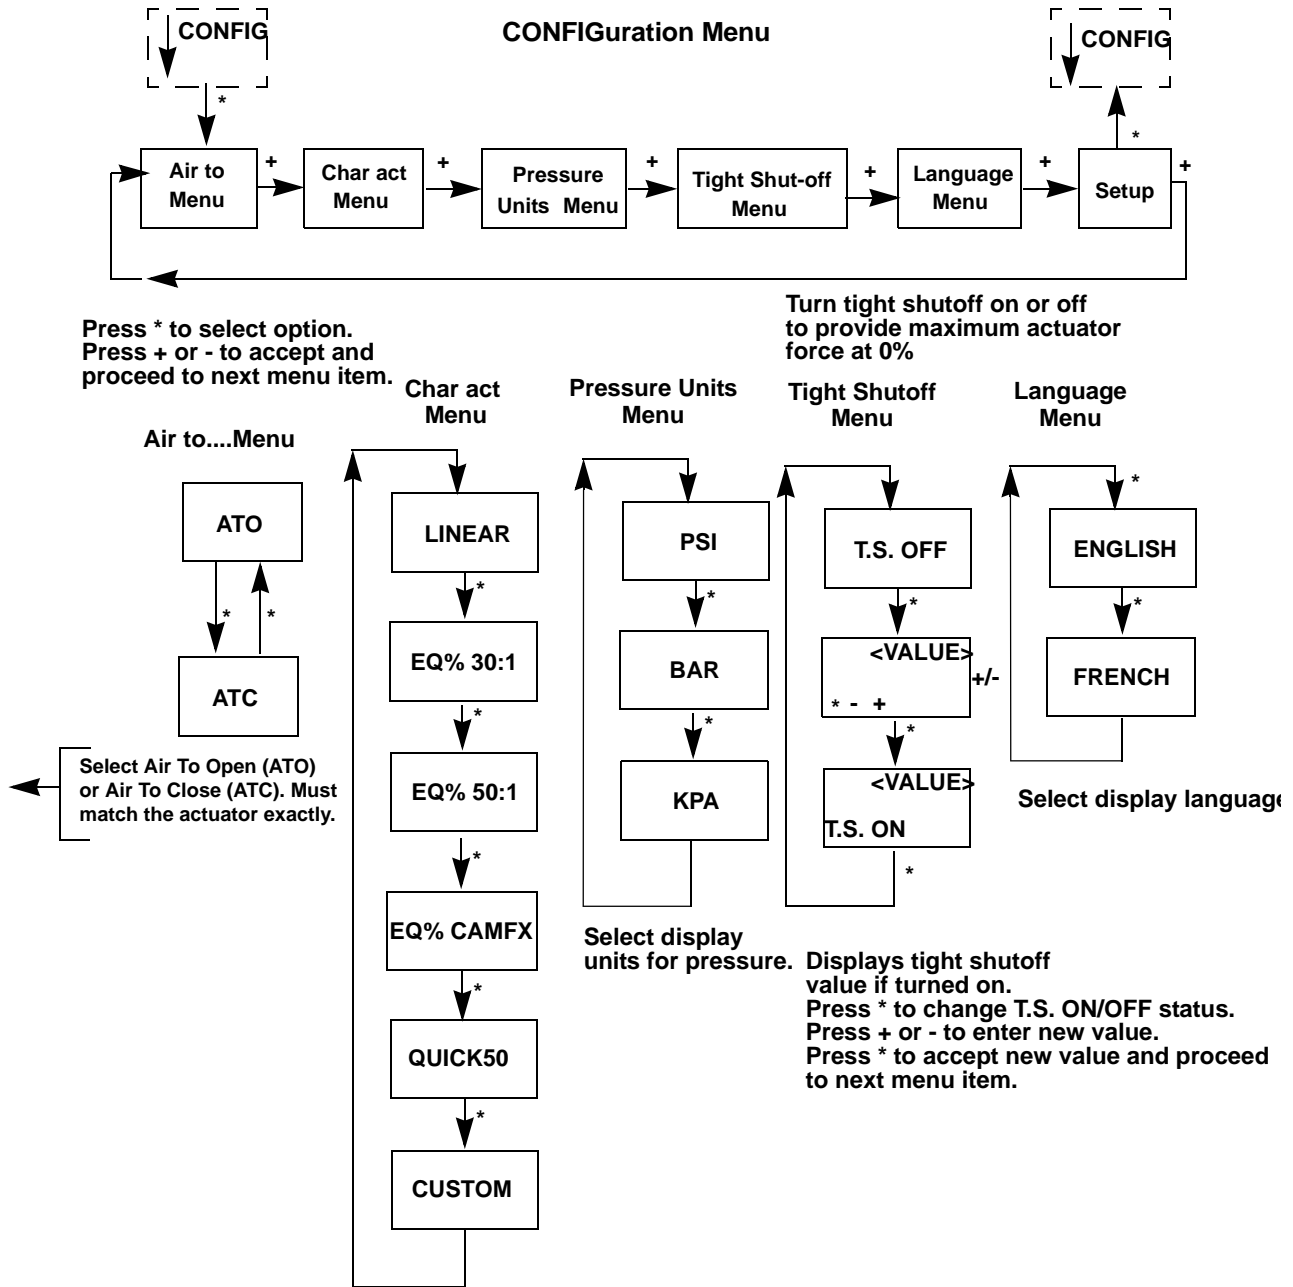 CONFIG
CONFIGuration Menu
CONFIG
*
*
Air to
Menu
+
Char act
Menu
+
Pressure
Units Menu
+
Tight Shut-off
Menu
+
Language
Menu
+
Setup
+
Press * to select option.
Press + or - to accept and
proceed to next menu item.
Turn tight shutoff on or off
to provide maximum actuator
force at 0%
Air to....Menu
ATO
*
*
ATC
Select Air To Open (ATO)
or Air To Close (ATC). Must
match the actuator exactly.
Char act
Menu
LINEAR
*
EQ% 30:1
*
EQ% 50:1
*
EQ% CAMFX
*
QUICK50
*
CUSTOM
Pressure Units
Menu
PSI
*
BAR
*
KPA
Select display
units for pressure.
Tight Shutoff
Menu
T.S. OFF
*
<VALUE>
+/-
* - +
*
<VALUE>
T.S. ON
*
Displays tight shutoff
value if turned on.
Press * to change T.S. ON/OFF status.
Press + or - to enter new value.
Press * to accept new value and proceed
to next menu item.
Language
Menu
*
ENGLISH
*
FRENCH
Select display language